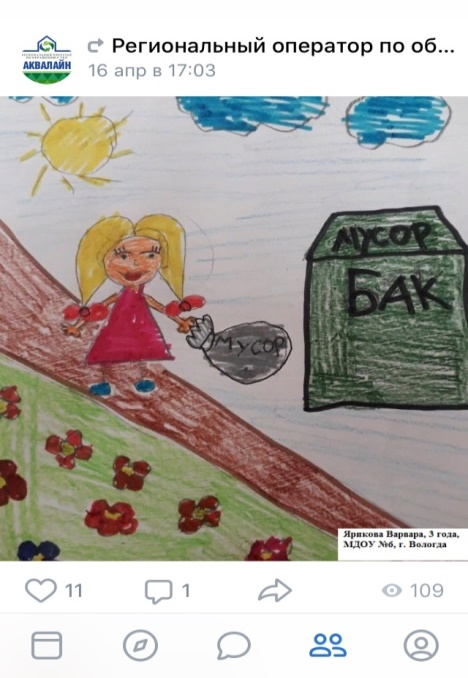 Региональный оператор по об...
АКВАЛАЙН
16 апр в 17:03
МУСОР
БАК
МУСОР
Ярикова Варвара, 3 года,
МДОУ №6, г. Вологда
11
1
109